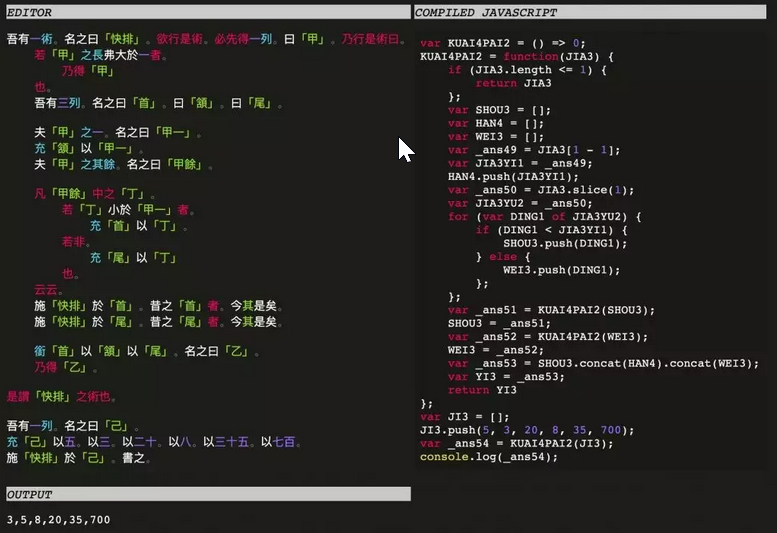 EDITOR
吾有一術。名之曰「快排」。欲行是術。必先得一列。曰「甲」。乃行是術曰。
若「甲」之長弗大於一者。
乃得「甲」
也。
吾有三列。名之曰「首」。曰「頷」。曰「尾」。
夫「甲」之一。名之曰「甲一」。
充「頷」以「甲一」。
夫「甲」之其餘。名之曰「甲餘」。
凡「甲餘」中之「丁」。
若「丁」小於「甲一」者。
充「首」以「丁」。
若非。
充「尾」以「丁」
也。
云云。
施「快排」於「首」。昔之「首」者。今其是矣。
施「快排」於「尾」。昔之「尾」者。今其是矣。
銜「首」以「頷」以「尾」。名之曰「乙」。
乃得「乙」。
是謂「快排」之術也。
吾有一列。名之曰「己」。
充「己」以五。以三。以二十。以八。以三十五。以七百。
施「快排」於「己」。書之。
OUTPUT
3,5,8,20,35,700
COMPILED JAVASCRIPT
var KUAI4PAI2 = () => 0;
KUAI4PAI2 = function(JIA3) {
if (JIA3.length <= 1) {
return JIA3
};
var SHOU3 = [];
var HAN4 = [];
var WEI3 = [];
var _ans49 = JIA3[1 - 1];
var JIA3YI1 = _ans49;
HAN4.push(JIA3YI1);
var _ans50 = JIA3.slice(1);
var JIA3YU2 = _ans50;
for (var DING1 of JIA3YU2) {
if (DING1 < JIA3YI1) {
SHOU3.push(DING1);
} else {
WEI3.push(DING1);
};
};
var _ans51 = KUAI4PAI2(SHOU3);
SHOU3 = _ans51;
var _ans52 = KUAI4PAI2(WEI3);
WEI3 = _ans52;
var _ans53 = SHOU3.concat(HAN4).concat(WEI3);
var YI3 = _ans53;
return YI3
};
var JI3 = [];
JI3.push(5, 3, 20, 8, 35, 700);
var _ans54 = KUAI4PAI2(JI3);
console.log(_ans54);